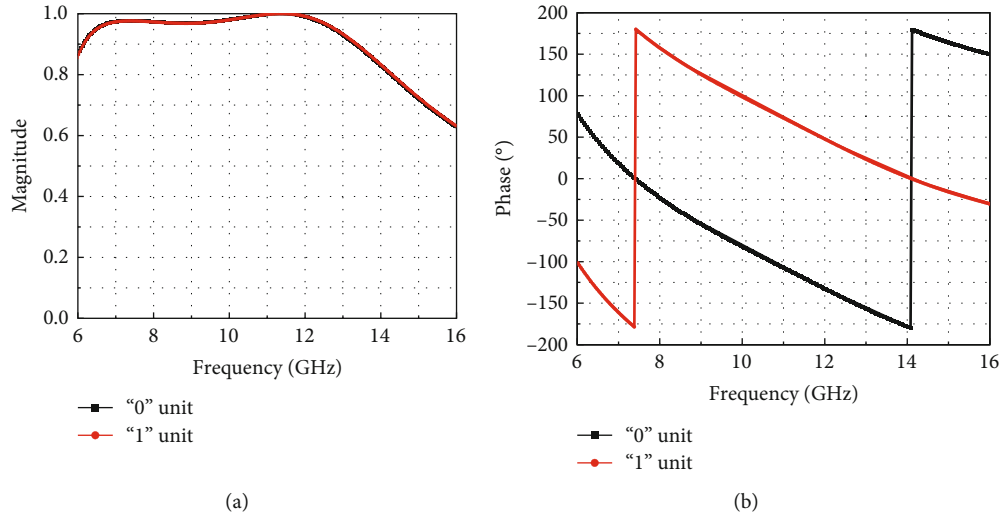 1.0
0.8
0.6
0.4
0.2
0.0
Magnitude
6 8 10 12 14 16
Frequency (GHz)
“0” unit
“1” unit
(a)
200
150
100
50
0
−50
−100
−150
−200
Phase (°)
6 8 10 12 14 16
Frequency (GHz)
“0” unit
“1” unit
(b)